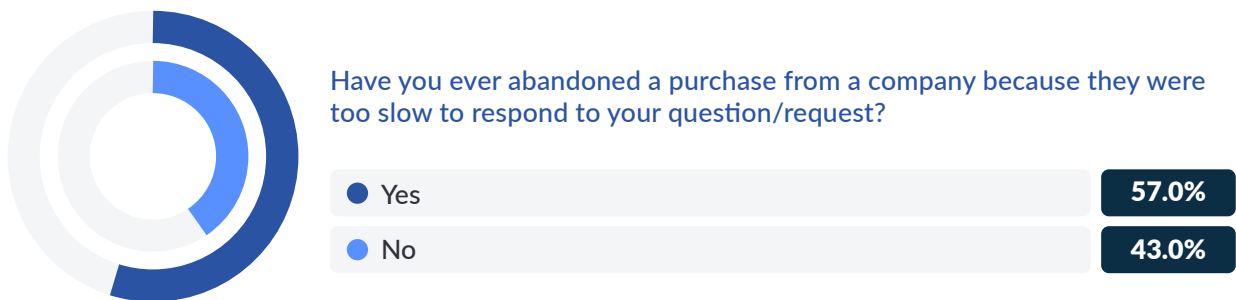 Have you ever abandoned a purchase from a company because they were
too slow to respond to your question/request?
Yes 57.0%
No 43.0%